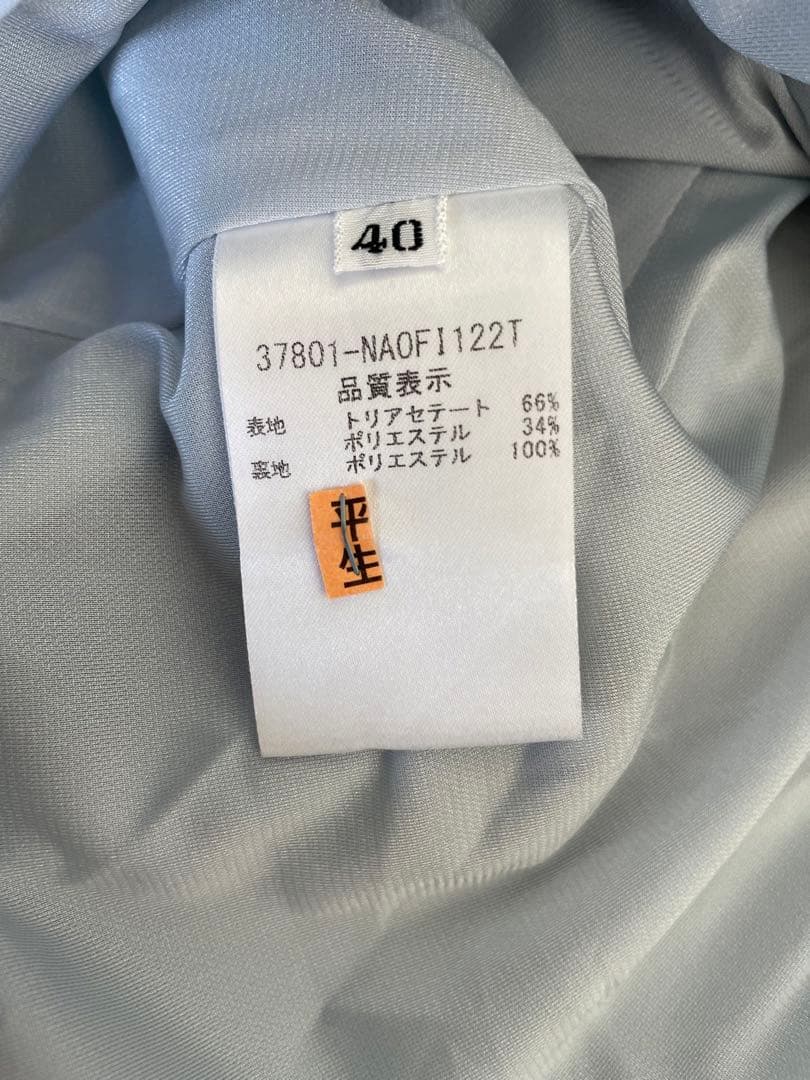 40
37801-NA0FI122T
品質表示
表地 トリアセテート 66%
ポリエステル 34%
裏地 ポリエステル 100%
平
生